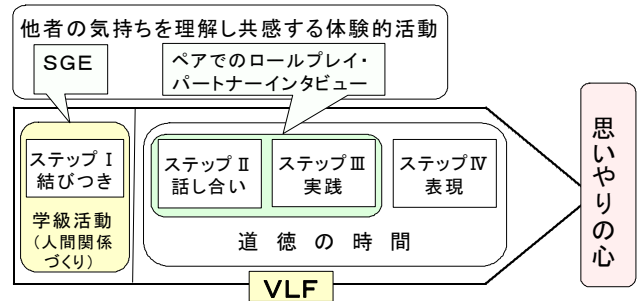 他者の気持ちを理解し共感する体験的活動
SGE
ペアでのロールプレイ・
パートナーインタビュー
ステップⅠ
結びつき
学級活動
(人間関係
づくり)
ステップⅡ
話し合い
ステップⅢ
実践
ステップⅣ
表現
道徳の時間
VLF
思いやりの心